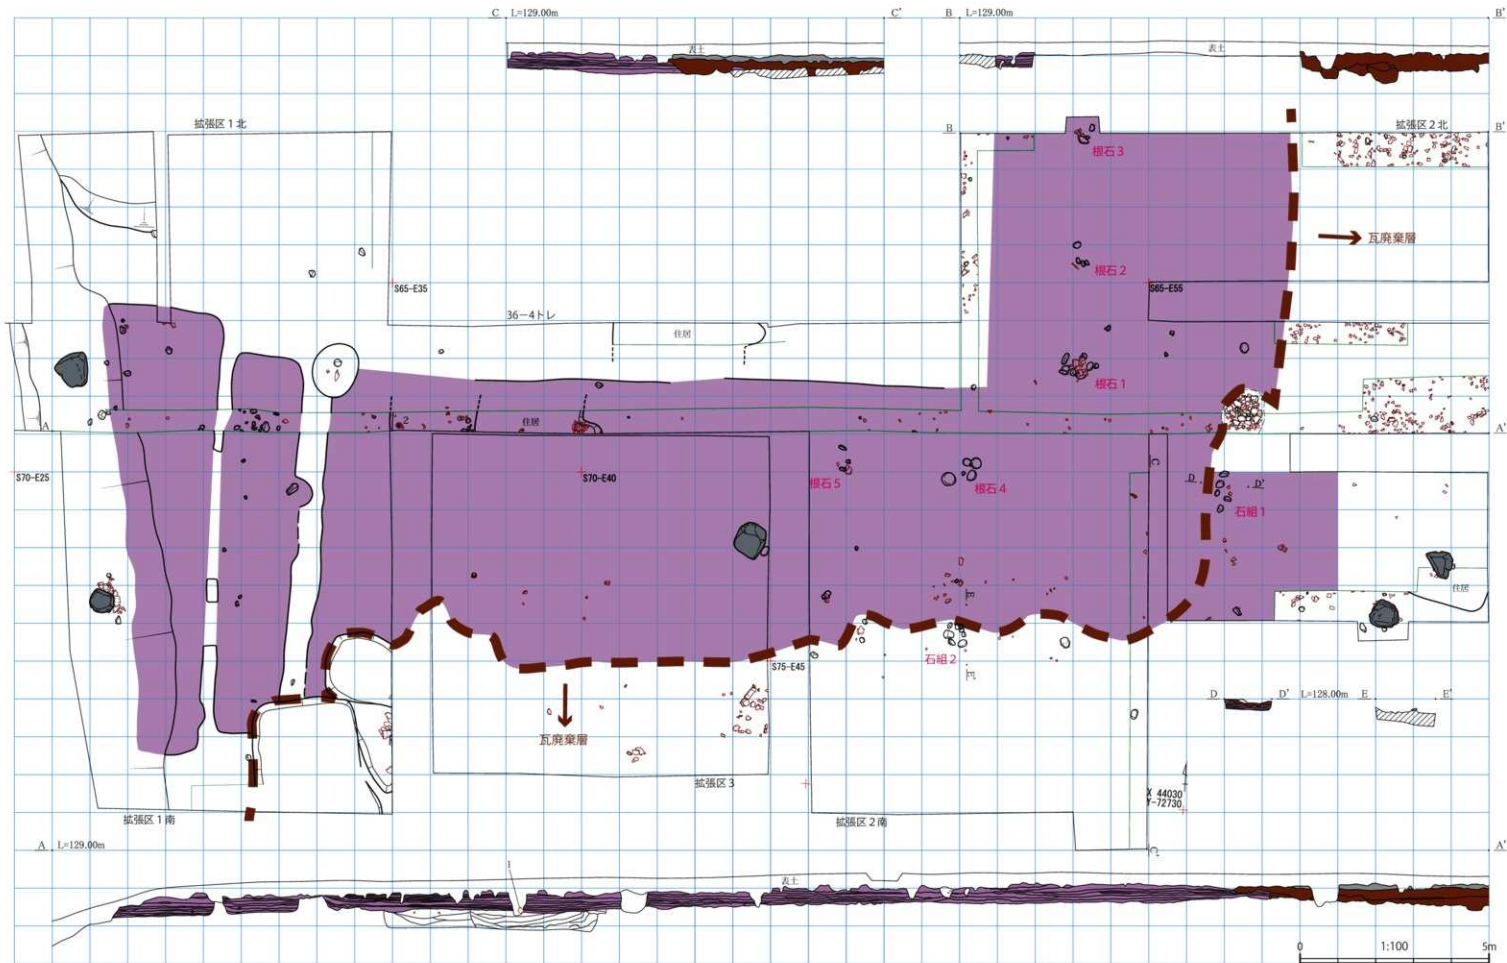 C L=129.00m C' B L=129.00m B'
表土 表土
拡張区1北 B 拡張区2北 B'
根石3
瓦廃棄層
根石2
S65-E35 S65-E55
36－4トレ
住居
根石1
2 住居
A A'
S70-E25 S70-E40 根石5 根石4 C D D' 石組1
住居
E
石組2
S75-E45 E'
D D' L=128.00m E E'
瓦廃棄層
拡張区3
X 44030
Y-72730
拡張区1南 拡張区2南
C'
A L=129.00m A'
1 表土
0 1:100 5m